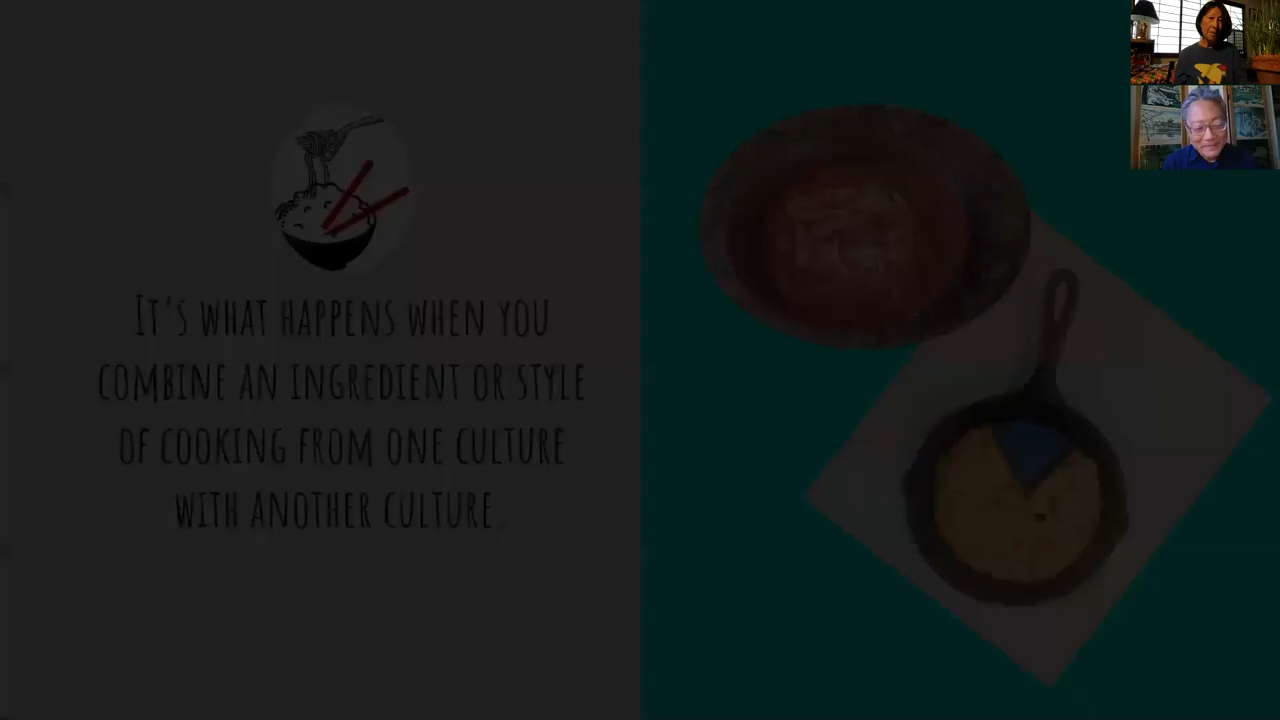 It's what happens when you
combine an ingredient or style
of cooking from one culture
with another culture.